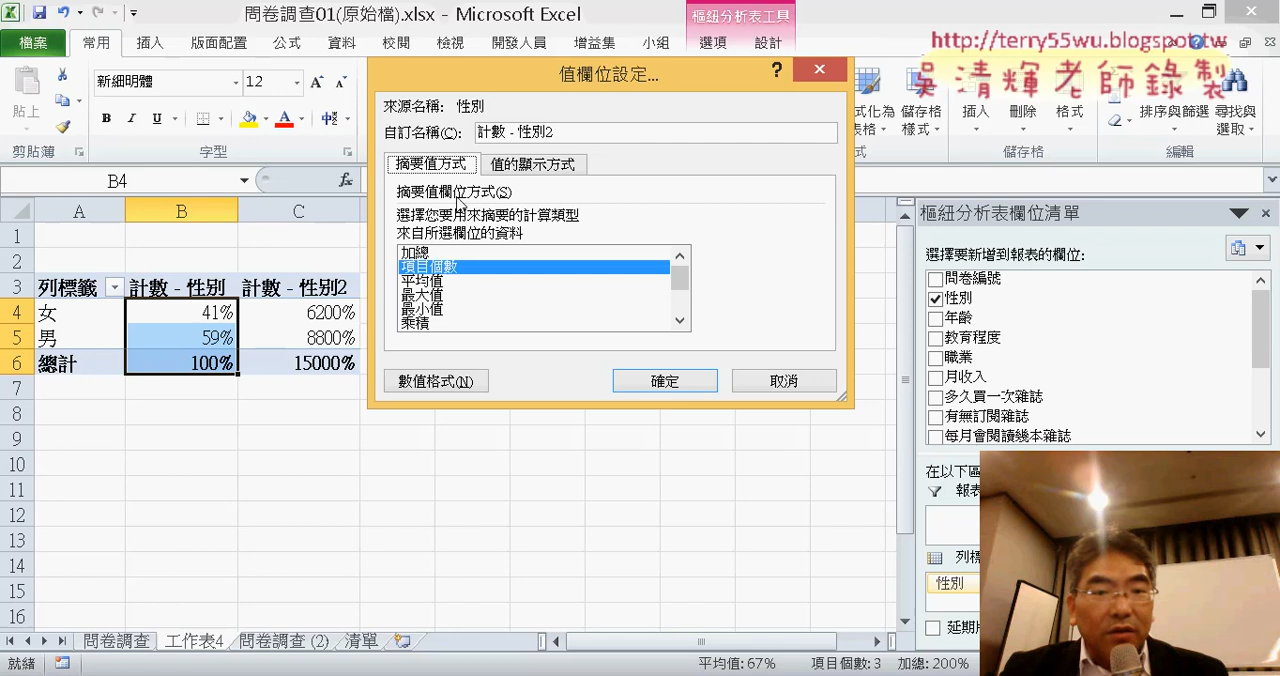 問卷調查01(原始檔).xlsx - Microsoft Excel
樞紐分析表工具
檔案 常用 插入 版面配置 公式 資料 校閱 檢視 開發人員 增益集 小組 選項 設計
http://terry55wu.blogspot.tw
吳清輝老師錄製
貼上
新細明體 12
B I U
剪貼簿 字型
式化為 儲存格 插入 刪除 格式 排序與篩選 尋找與
表格 樣式 選取
式 儲存格 編輯
B4 fx
值欄位設定...
來源名稱: 性別
自訂名稱(C): 計數 - 性別2
摘要值方式 值的顯示方式
摘要值欄位方式(S)
選擇您要用來摘要的計算類型
來自所選欄位的資料
加總
項目個數
平均值
最大值
最小值
乘積
數值格式(N) 確定 取消
A B C
1
2
3 列標籤 計數 - 性別 計數 - 性別2
4 女 41% 6200%
5 男 59% 8800%
6 總計 100% 15000%
7
8
9
10
11
12
13
14
15
16
樞紐分析表欄位清單
選擇要新增到報表的欄位:
問卷編號
性別
年齡
教育程度
職業
月收入
多久買一次雜誌
有無訂閱雜誌
每月會閱讀幾本雜誌
在以下區
報表
列標
性別
延期
問卷調查 工作表4 問卷調查 (2) 清單
就緒 平均值: 67% 項目個數: 3 加總: 200%